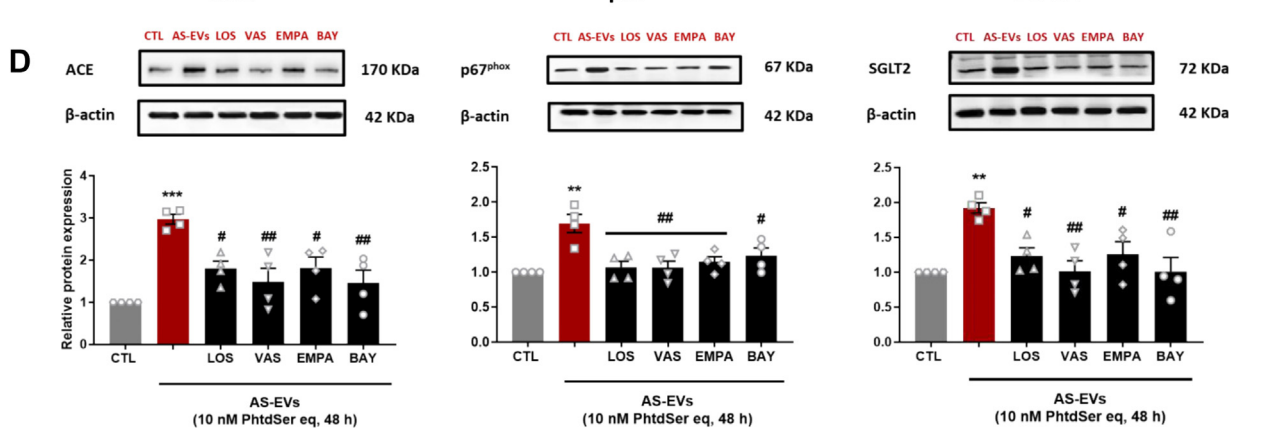 D
CTL AS-EVs LOS VAS EMPA BAY
ACE
170 KDa
β-actin
42 KDa
Relative protein expression
4
3
2
1
0
***
#
##
#
##
CTL
LOS
VAS
EMPA
BAY
AS-EVs
(10 nM PhtdSer eq, 48 h)
CTL AS-EVs LOS VAS EMPA BAY
p67phox
67 KDa
β-actin
42 KDa
2.5
2.0
1.5
1.0
0.5
0.0
**
##
#
CTL
LOS
VAS
EMPA
BAY
AS-EVs
(10 nM PhtdSer eq, 48 h)
CTL AS-EVs LOS VAS EMPA BAY
SGLT2
72 KDa
β-actin
42 KDa
2.5
2.0
1.5
1.0
0.5
0.0
**
#
##
#
##
CTL
LOS
VAS
EMPA
BAY
AS-EVs
(10 nM PhtdSer eq, 48 h)